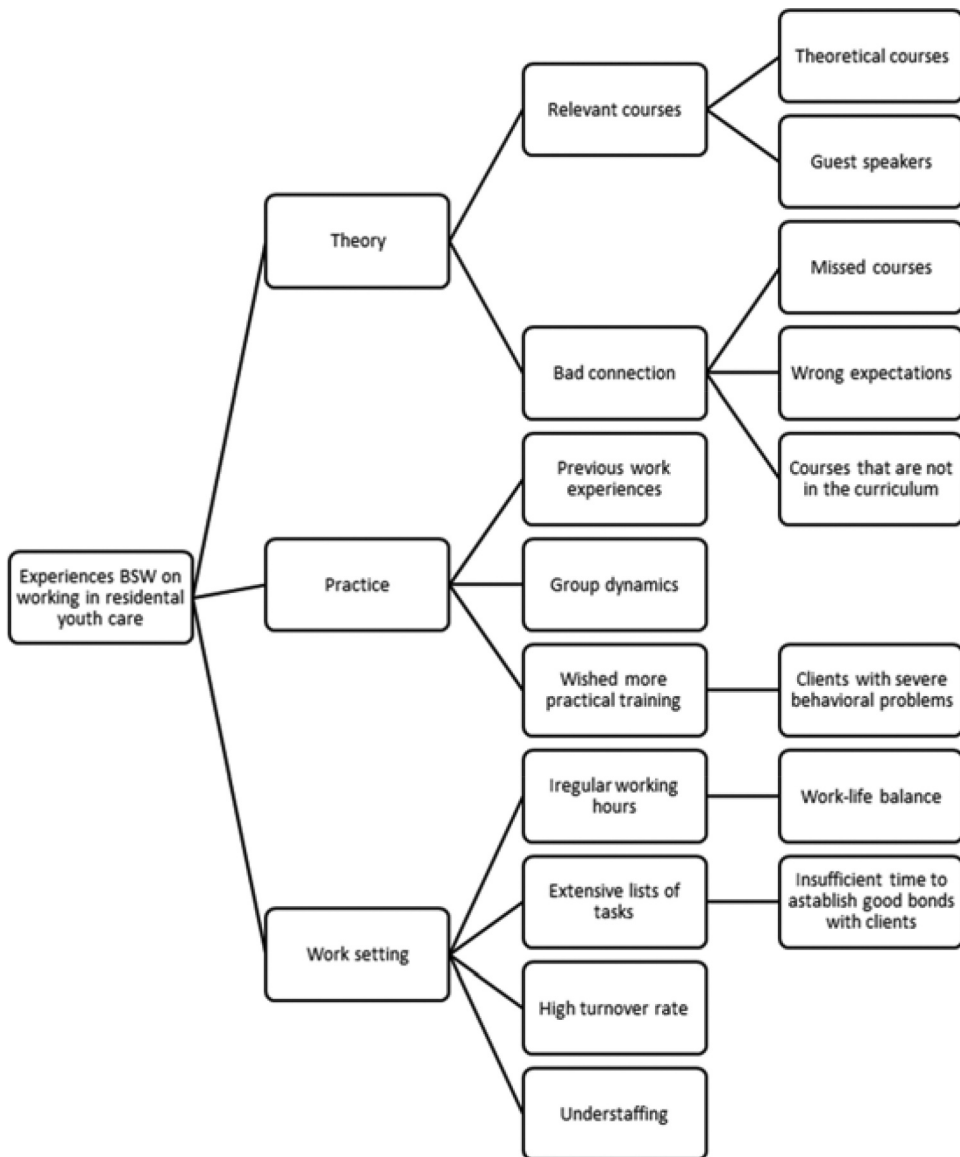 Experiences BSW on
working in residental
youth care
Theory
Relevant courses
Theoretical courses
Guest speakers
Bad connection
Missed courses
Wrong expectations
Courses that are not
in the curriculum
Practice
Previous work
experiences
Group dynamics
Wished more
practical training
Clients with severe
behavioral problems
Work setting
Irregular working
hours
Work-life balance
Extensive lists of
tasks
Insufficient time to
astablish good bonds
with clients
High turnover rate
Understaffing